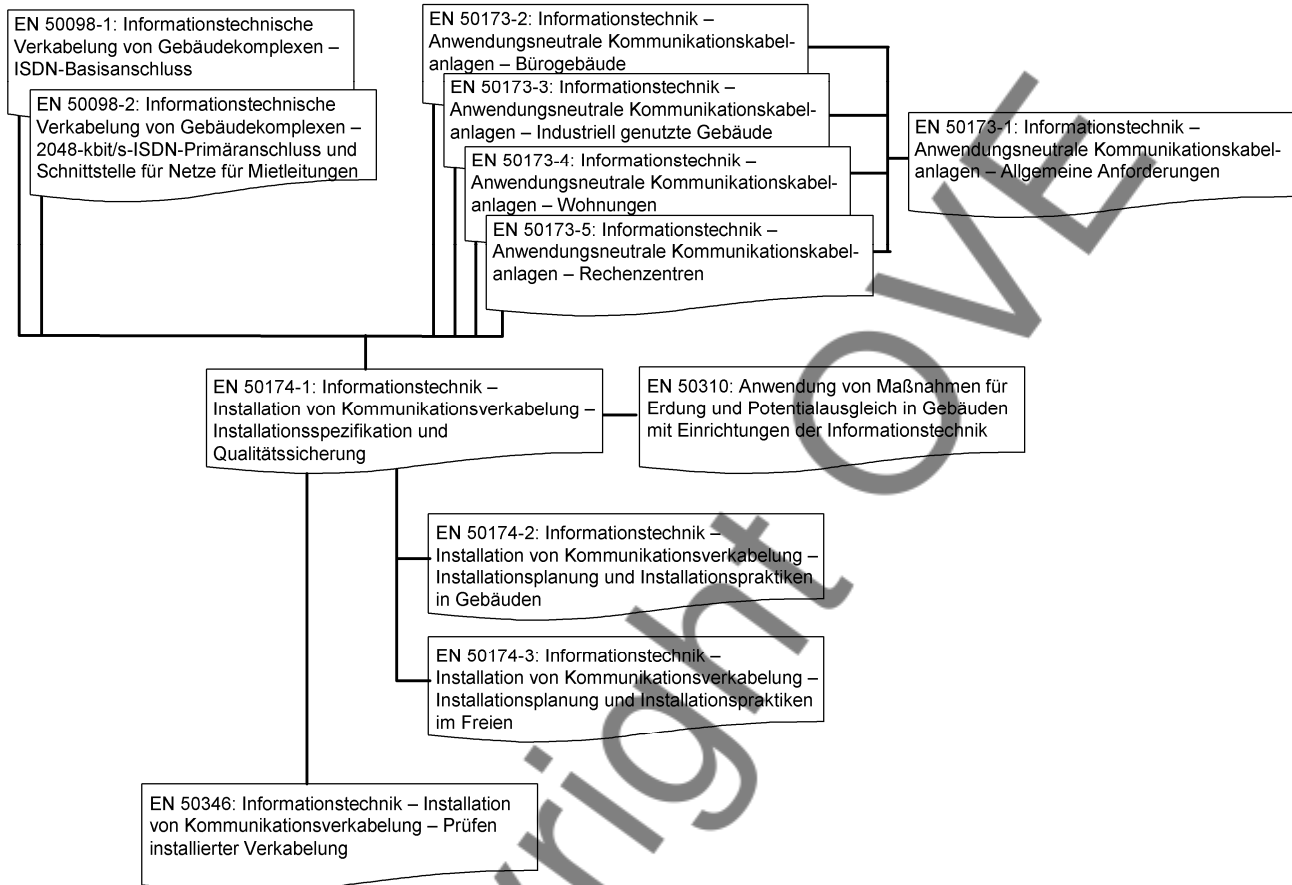 EN 50098-1: Informationstechnische
Verkabelung von Gebäudekomplexen –
ISDN-Basisanschluss
EN 50098-2: Informationstechnische
Verkabelung von Gebäudekomplexen –
2048-kbit/s-ISDN-Primäranschluss und
Schnittstelle für Netze für Mietleitungen
EN 50173-2: Informationstechnik –
Anwendungsneutrale Kommunikationskabel-
anlagen – Bürogebäude
EN 50173-3: Informationstechnik –
Anwendungsneutrale Kommunikationskabel-
anlagen – Industriell genutzte Gebäude
EN 50173-4: Informationstechnik –
Anwendungsneutrale Kommunikationskabel-
anlagen – Wohnungen
EN 50173-5: Informationstechnik –
Anwendungsneutrale Kommunikationskabel-
anlagen – Rechenzentren
EN 50173-1: Informationstechnik –
Anwendungsneutrale Kommunikationskabel-
anlagen – Allgemeine Anforderungen
EN 50174-1: Informationstechnik –
Installation von Kommunikationsverkabelung –
Installationsspezifikation und
Qualitätssicherung
EN 50310: Anwendung von Maßnahmen für
Erdung und Potentialausgleich in Gebäuden
mit Einrichtungen der Informationstechnik
EN 50174-2: Informationstechnik –
Installation von Kommunikationsverkabelung –
Installationsplanung und Installationspraktiken
in Gebäuden
EN 50174-3: Informationstechnik –
Installation von Kommunikationsverkabelung –
Installationsplanung und Installationspraktiken
im Freien
EN 50346: Informationstechnik – Installation
von Kommunikationsverkabelung – Prüfen
installierter Verkabelung
right OVE